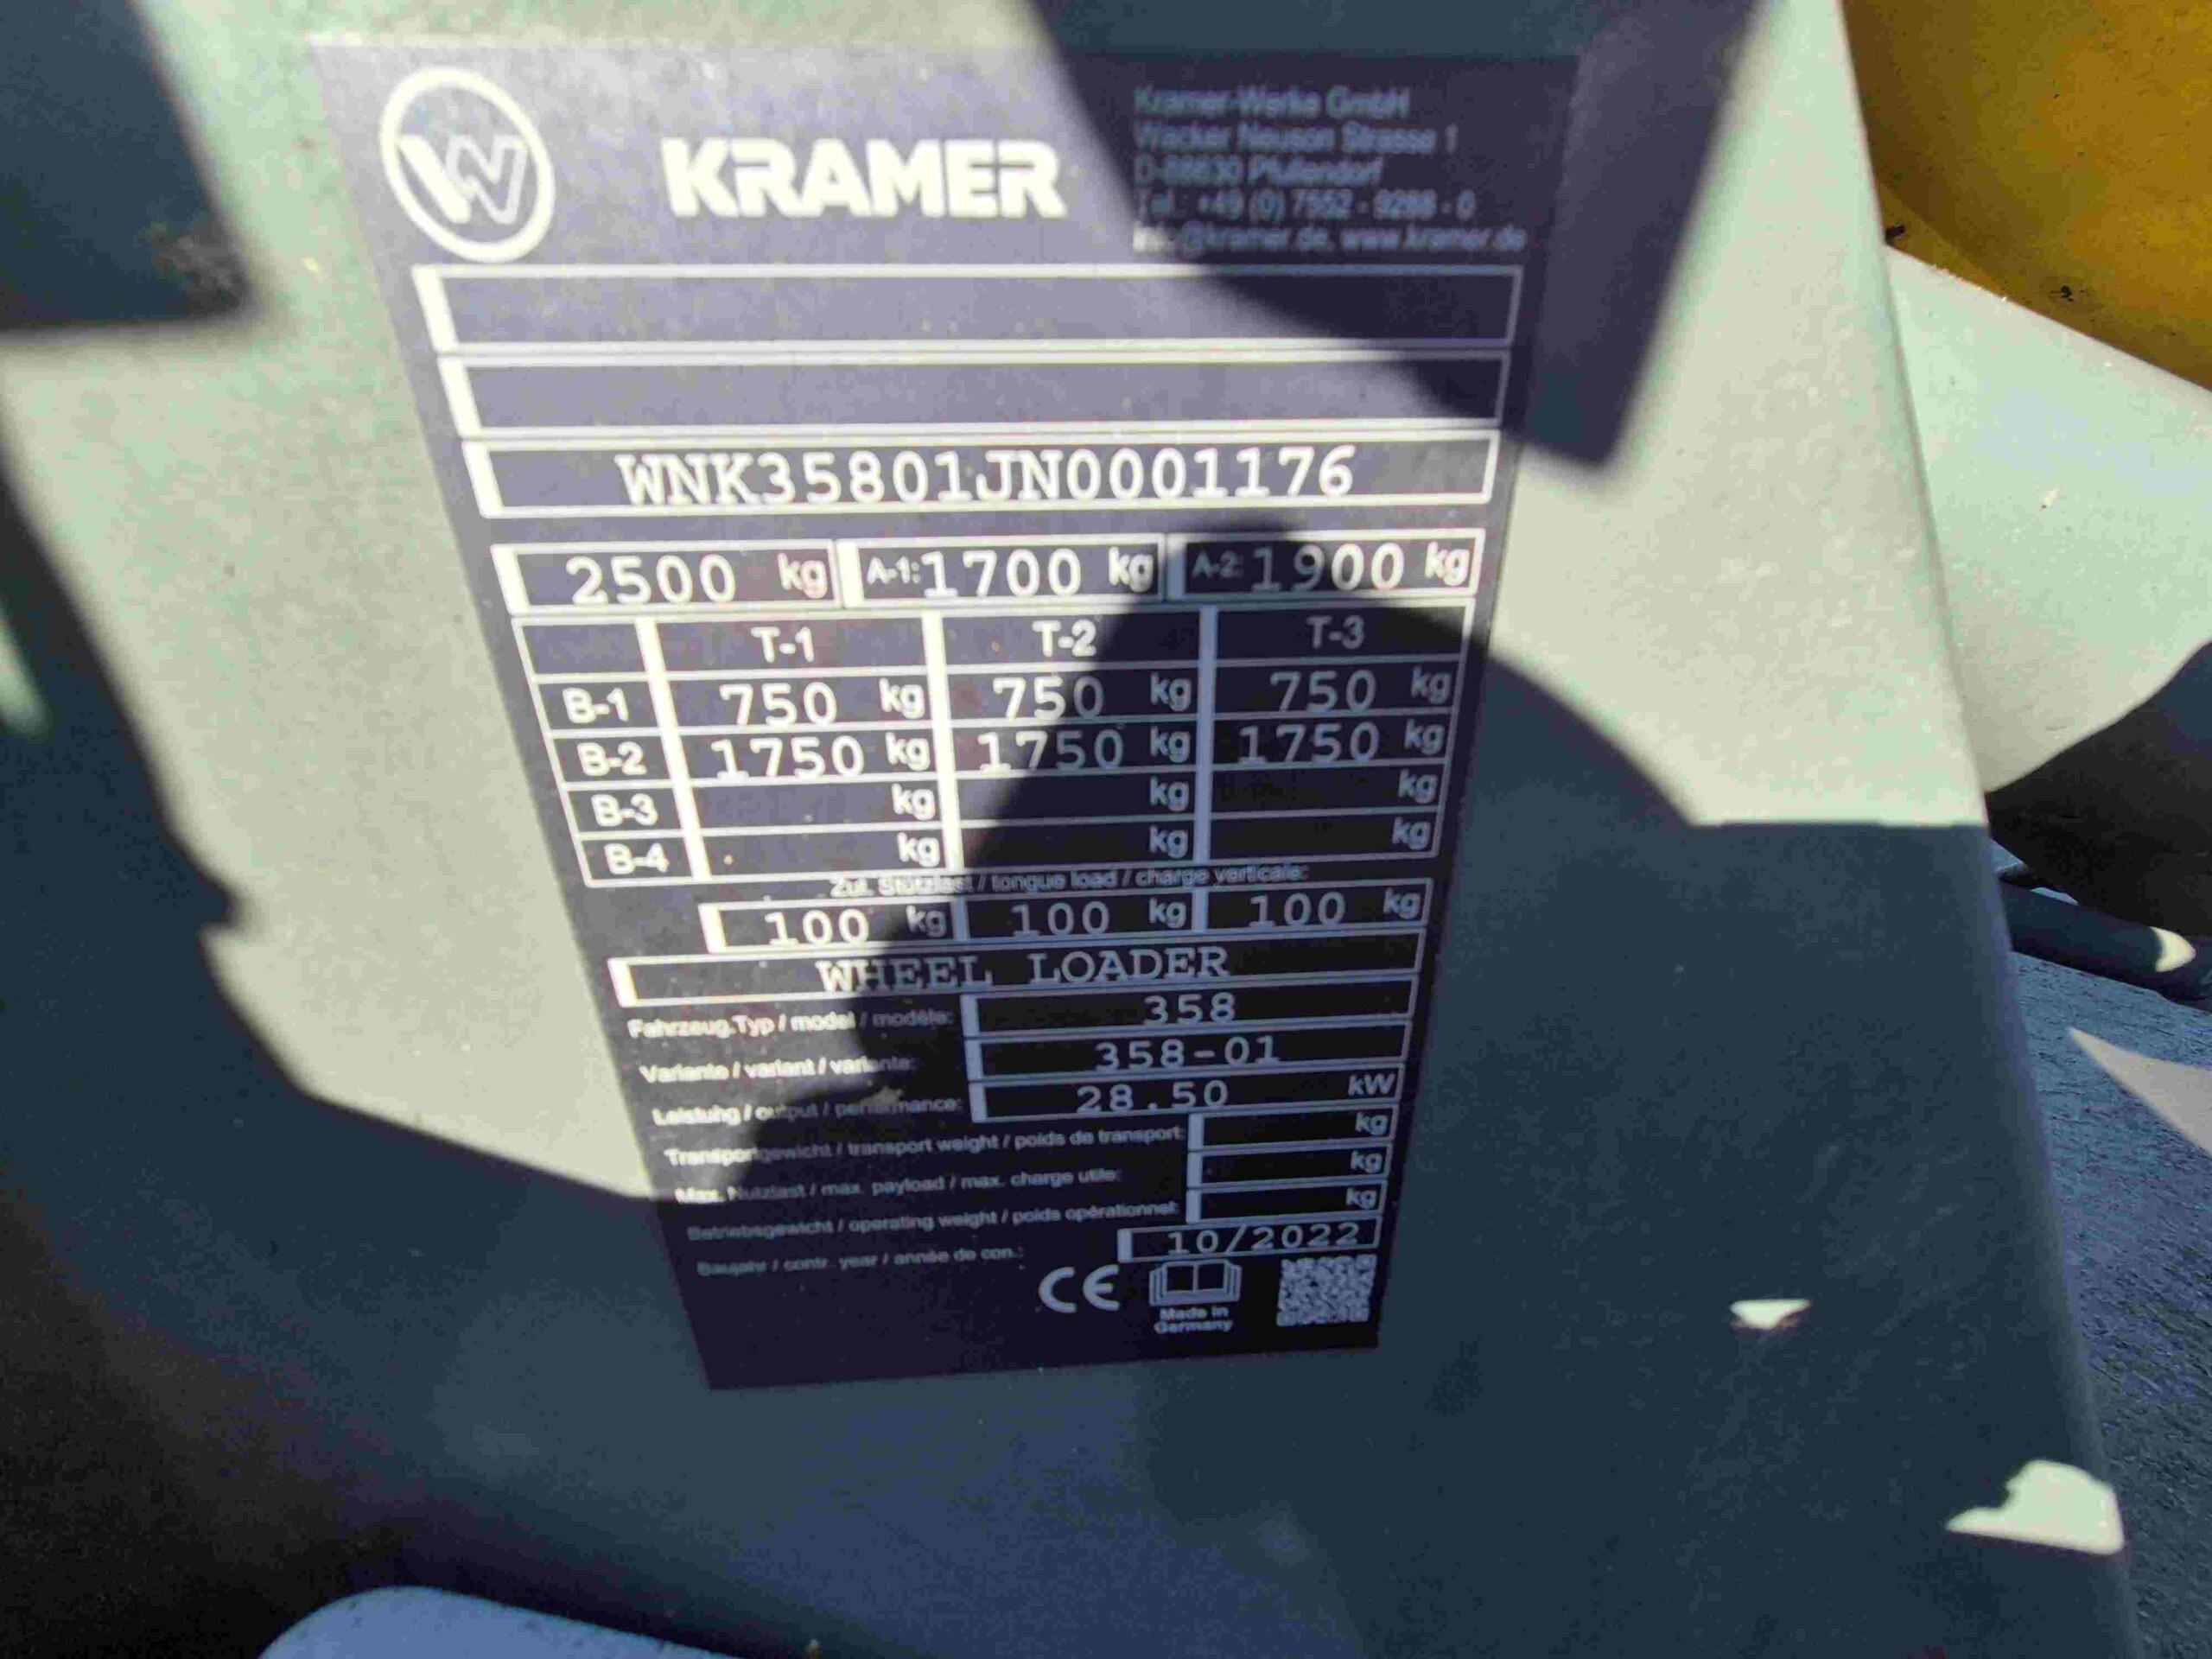 KRAMER
Kramer-Werke GmbH
Wacker Neuson Strasse 1
D-88630 Pfullendorf
Tel.: +49 (0) 7552 - 9288 - 0
info@kramer.de, www.kramer.de
WNK35801JN0001176
2500 kg A-1: 1700 kg A-2: 1900 kg
T-1 T-2 T-3
B-1 750 kg 750 kg 750 kg
B-2 1750 kg 1750 kg 1750 kg
B-3 kg kg kg
B-4 kg kg kg
Zul. Stützlast / tongue load / charge verticale:
100 kg 100 kg 100 kg
WHEEL LOADER
Fahrzeug.Typ / model / modèle: 358
Variante / variant / variante: 358-01
Leistung / output / performance: 28.50 kW
Transportgewicht / transport weight / poids de transport: kg
Max. Nutzlast / max. payload / max. charge utile: kg
Betriebsgewicht / operating weight / poids opérationnel: kg
Baujahr / contr. year / année de con.: 10/2022
CE
Made in
Germany